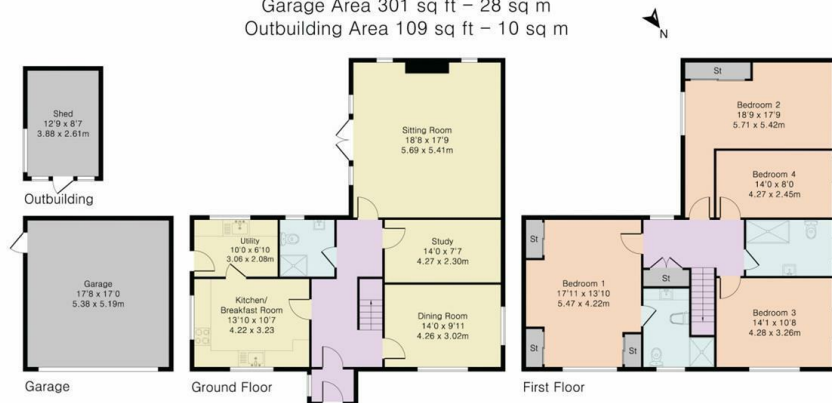 Garage Area 301 sq ft – 28 sq m
Outbuilding Area 109 sq ft – 10 sq m
N
Shed
12'9 x 8'7
3.88 x 2.61m
Outbuilding
Garage
17'8 x 17'0
5.38 x 5.19m
Garage
Sitting Room
18'8 x 17'9
5.69 x 5.41m
Utility
10'0 x 6'10
3.06 x 2.08m
Study
14'0 x 7'7
4.27 x 2.30m
Kitchen/
Breakfast Room
13'10 x 10'7
4.22 x 3.23
Dining Room
14'0 x 9'11
4.26 x 3.02m
Ground Floor
St
Bedroom 2
18'9 x 17'9
5.71 x 5.42m
Bedroom 4
14'0 x 8'0
4.27 x 2.45m
St
Bedroom 1
17'11 x 13'10
5.47 x 4.22m
St
Bedroom 3
14'1 x 10'8
4.28 x 3.26m
St
St
First Floor